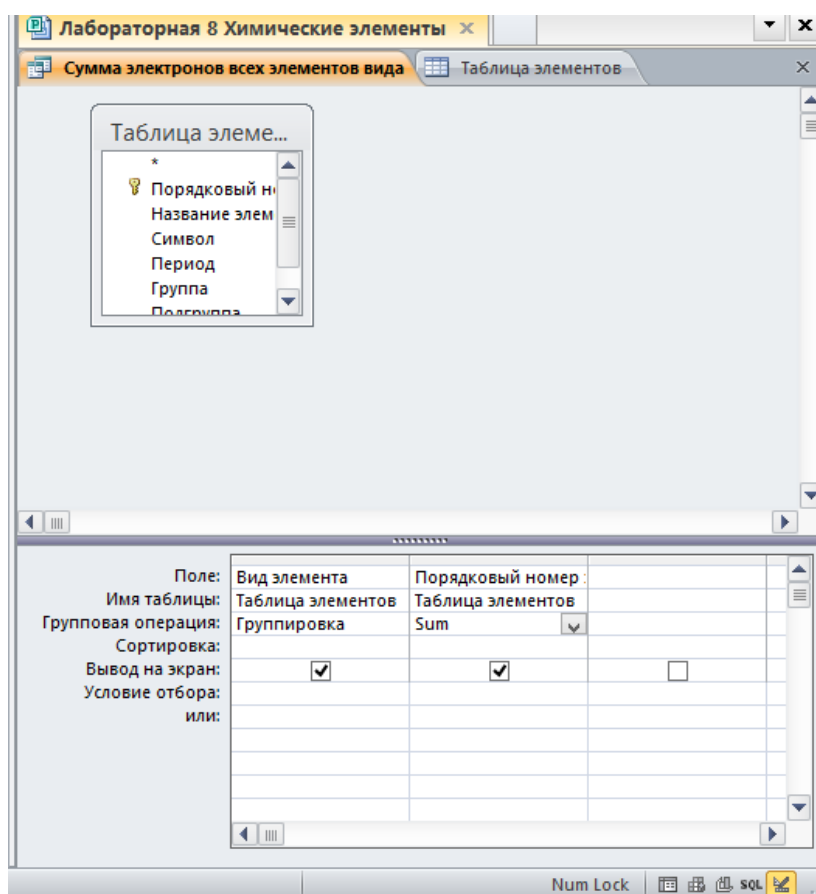 Лабораторная 8 Химические элементы
Сумма электронов всех элементов вида Таблица элементов
Таблица элеме...
*
Порядковый н
Название элем
Символ
Период
Группа
Подгруппа
Поле: Вид элемента Порядковый номер
Имя таблицы: Таблица элементов Таблица элементов
Групповая операция: Группировка Sum
Сортировка:
Вывод на экран:
Условие отбора:
или:
Num Lock SQL